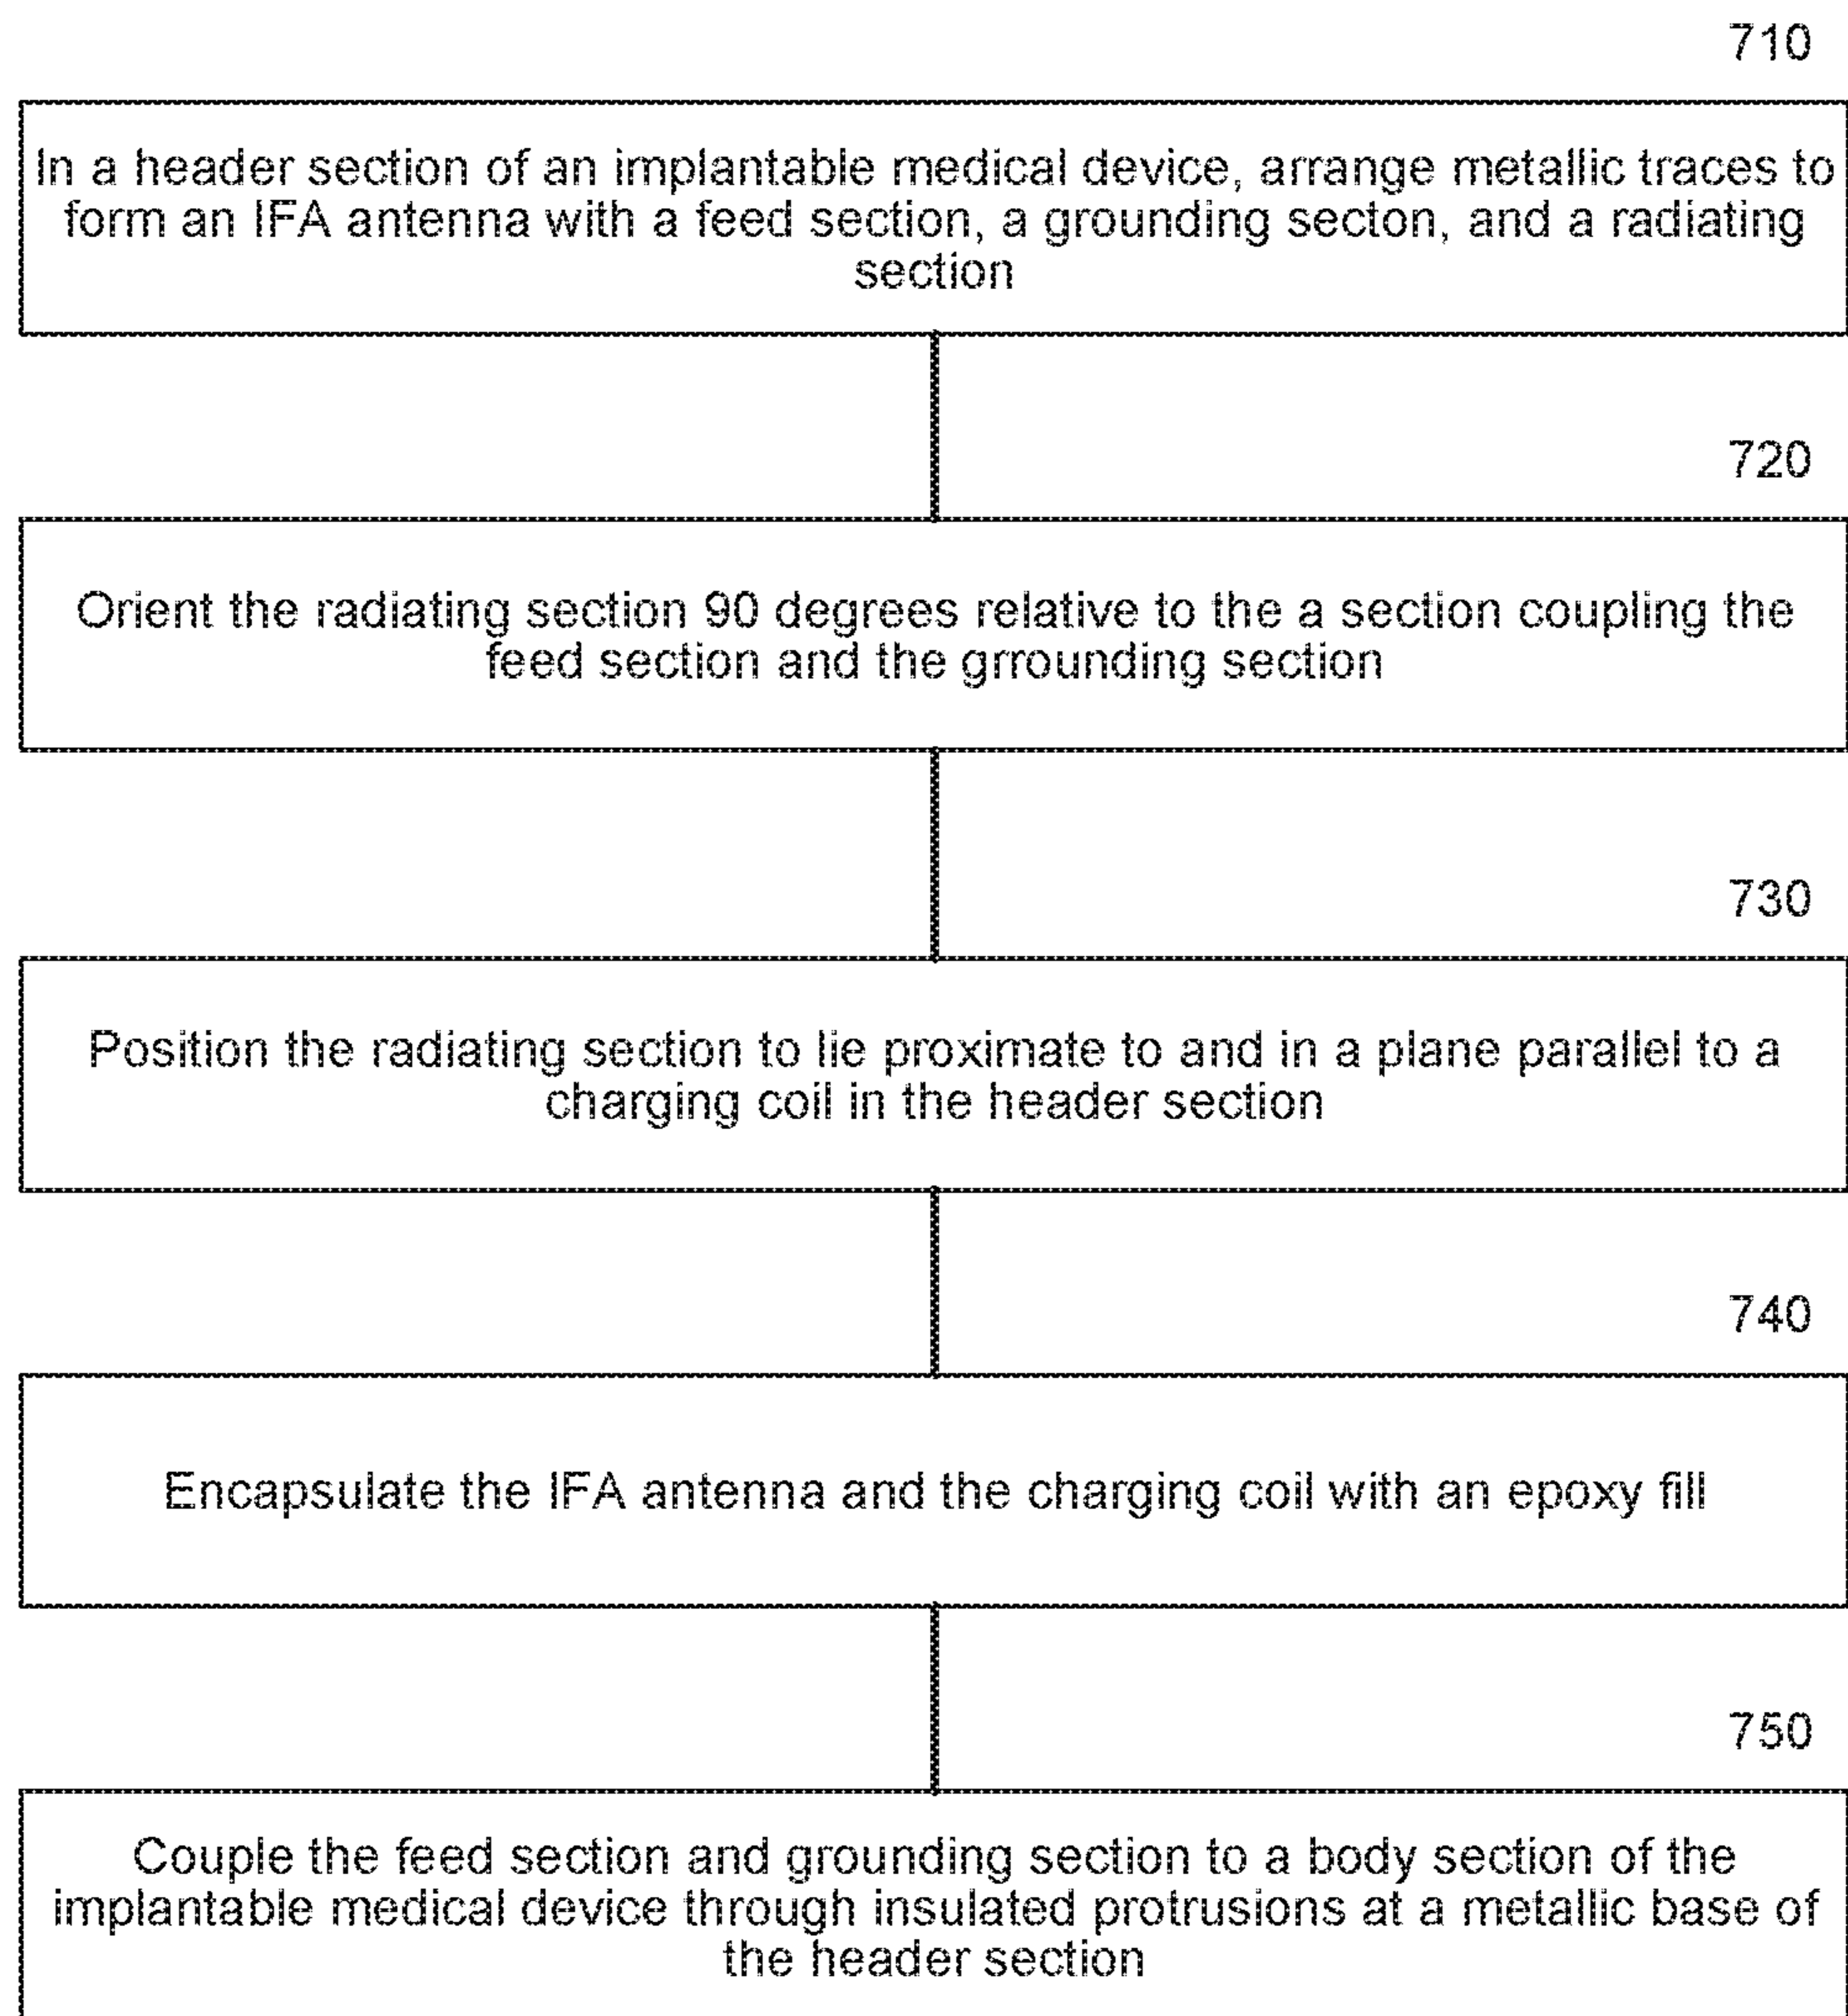 710
In a header section of an implantable medical device, arrange metallic traces to
form an IFA antenna with a feed section, a grounding secton, and a radiating
section
720
Orient the radiating section 90 degrees relative to the a section coupling the
feed section and the grrounding section
730
Position the radiating section to lie proximate to and in a plane parallel to a
charging coil in the header section
740
Encapsulate the IFA antenna and the charging coil with an epoxy fill
750
Couple the feed section and grounding section to a body section of the
implantable medical device through insulated protrusions at a metallic base of
the header section